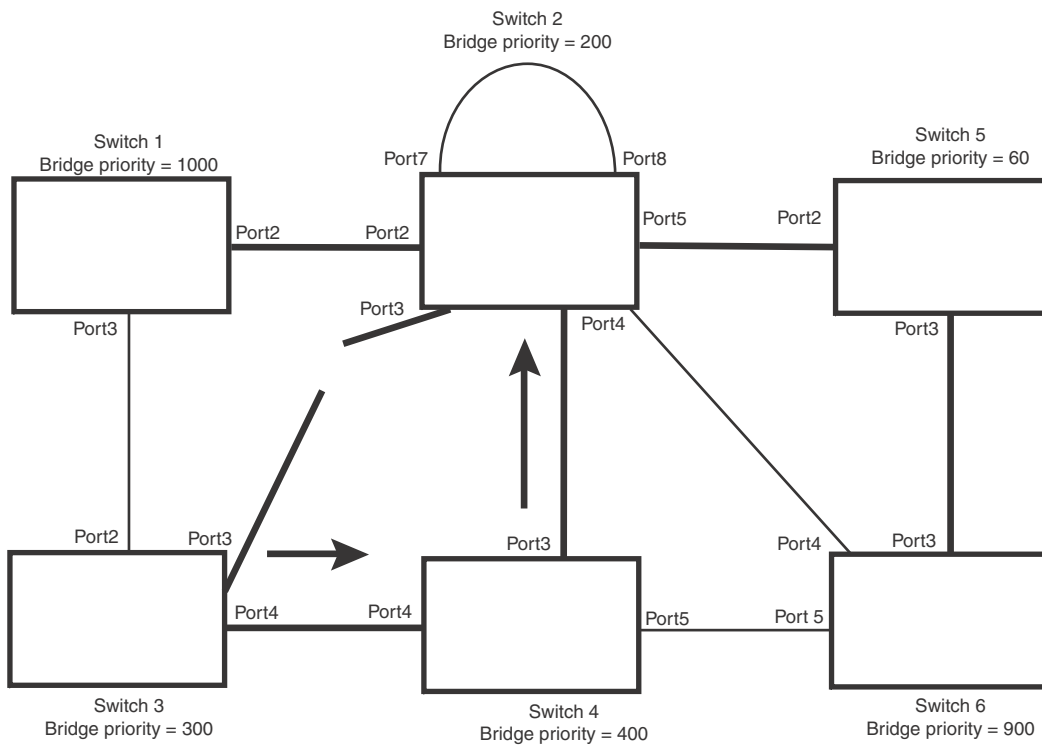 Switch 2
Bridge priority = 200
Switch 1
Bridge priority = 1000
Switch 5
Bridge priority = 60
Port7
Port8
Port2
Port2
Port5
Port2
Port3
Port3
Port4
Port3
Port2
Port3
Port3
Port4
Port3
Port4
Port4
Port5
Port 5
Switch 3
Bridge priority = 300
Switch 4
Bridge priority = 400
Switch 6
Bridge priority = 900